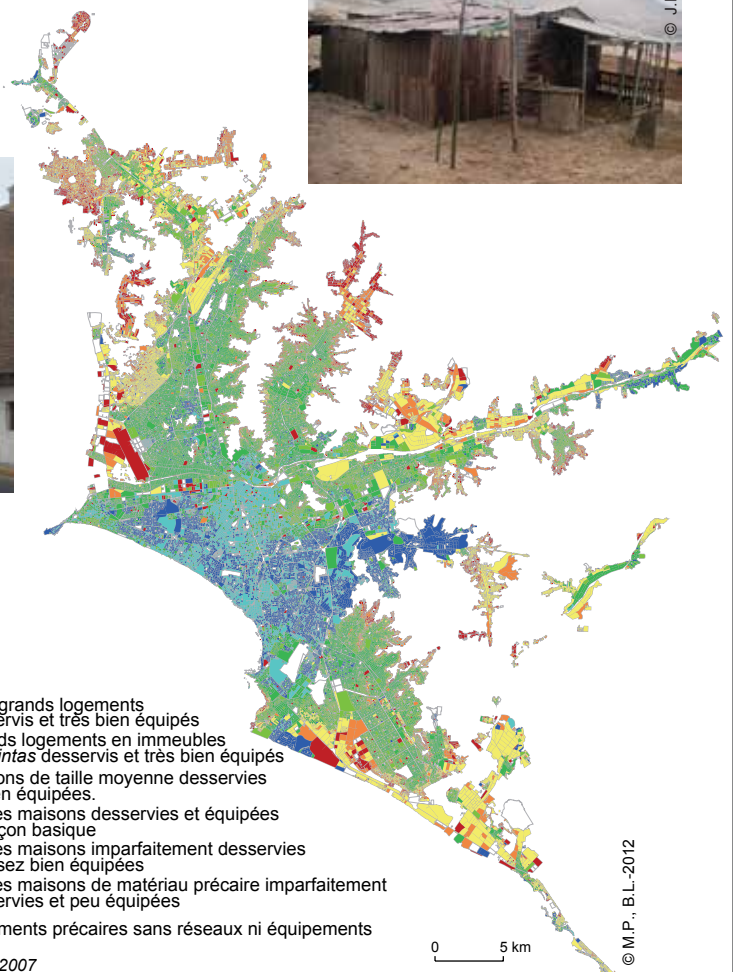 © J.
grands logements
ervis et très bien équipés
ds logements en immeubles
intas desservis et très bien équipés
ons de taille moyenne desservies
en équipées.
es maisons desservies et équipées
çon basique
es maisons imparfaitement desservies
sez bien équipées
es maisons de matériau précaire imparfaitement
ervies et peu équipées
ments précaires sans réseaux ni équipements
2007
0 5 km
© M.P., B.L.-2012